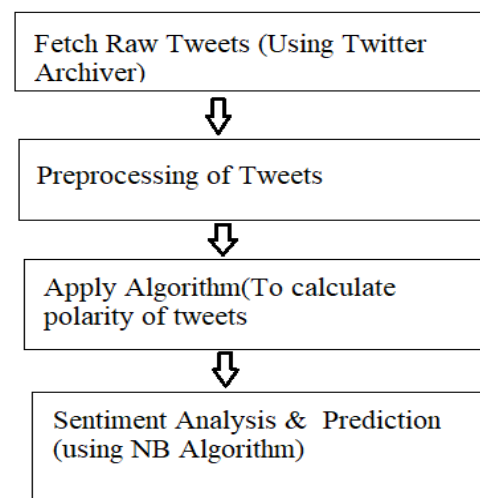 Fetch Raw Tweets (Using Twitter
Archiver)
Preprocessing of Tweets
Apply Algorithm(To calculate
polarity of tweets
Sentiment Analysis & Prediction
(using NB Algorithm)